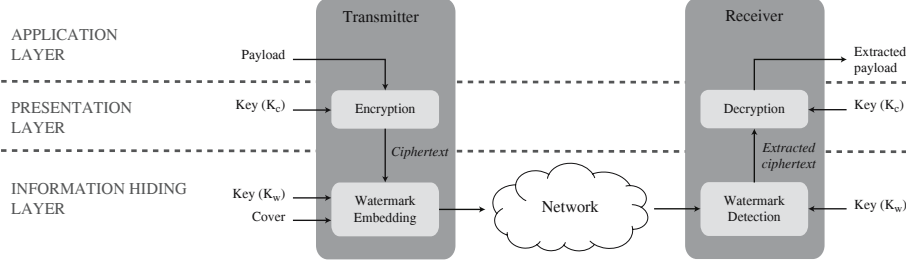 Transmitter
Receiver
APPLICATION
LAYER
Payload
Extracted
payload
PRESENTATION
LAYER
Key (Kc)
Encryption
Decryption
Key (Kc)
Ciphertext
Extracted
ciphertext
INFORMATION HIDING
LAYER
Key (Kw)
Cover
Watermark
Embedding
Network
Watermark
Detection
Key (Kw)